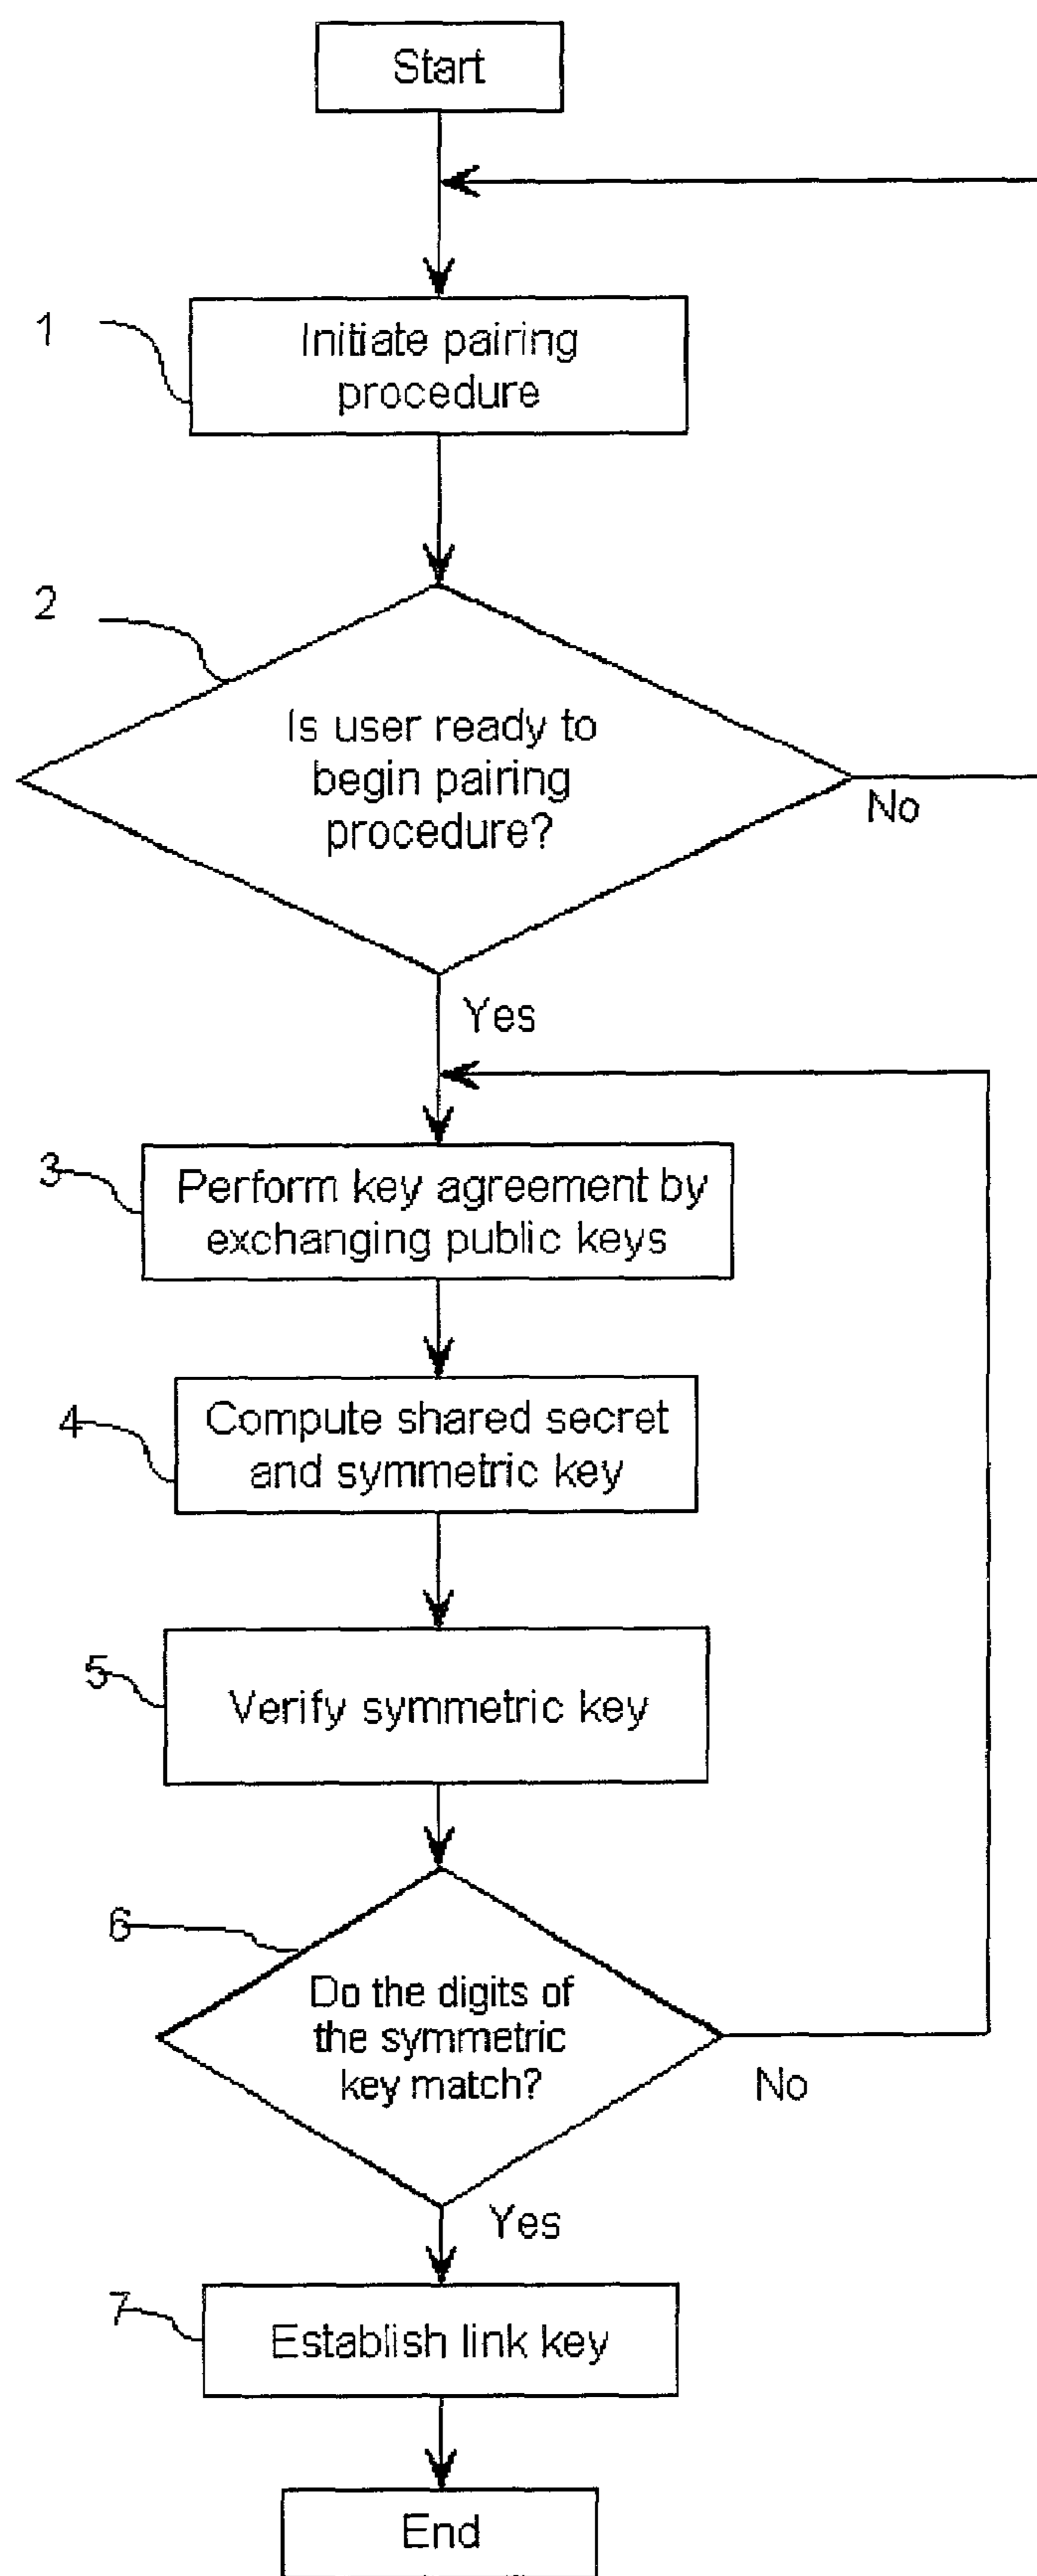 Start
1
Initiate pairing
procedure
2
Is user ready to
begin pairing
procedure?
No
Yes
3
Perform key agreement by
exchanging public keys
4
Compute shared secret
and symmetric key
5
Verify symmetric key
6
Do the digits of
the symmetric
key match?
No
Yes
7
Establish link key
End